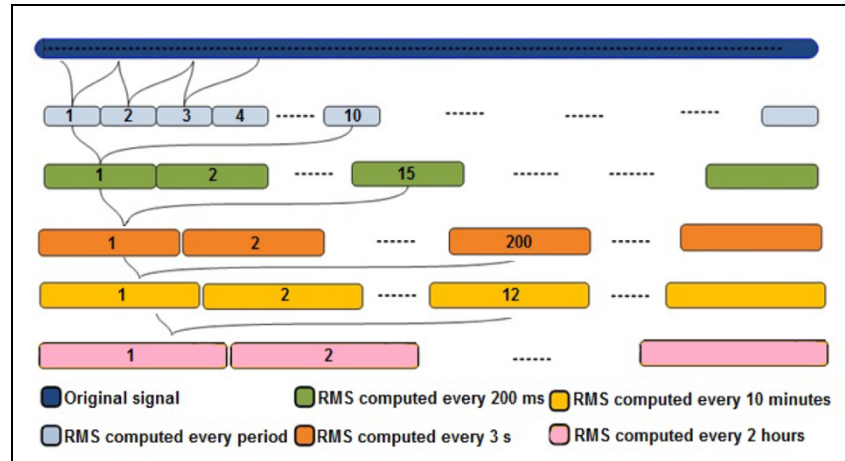 1 2 3 4 10
1 2 15
1 2 200
1 2 12
1 2
Original signal RMS computed every 200 ms RMS computed every 10 minutes
RMS computed every period RMS computed every 3 s RMS computed every 2 hours